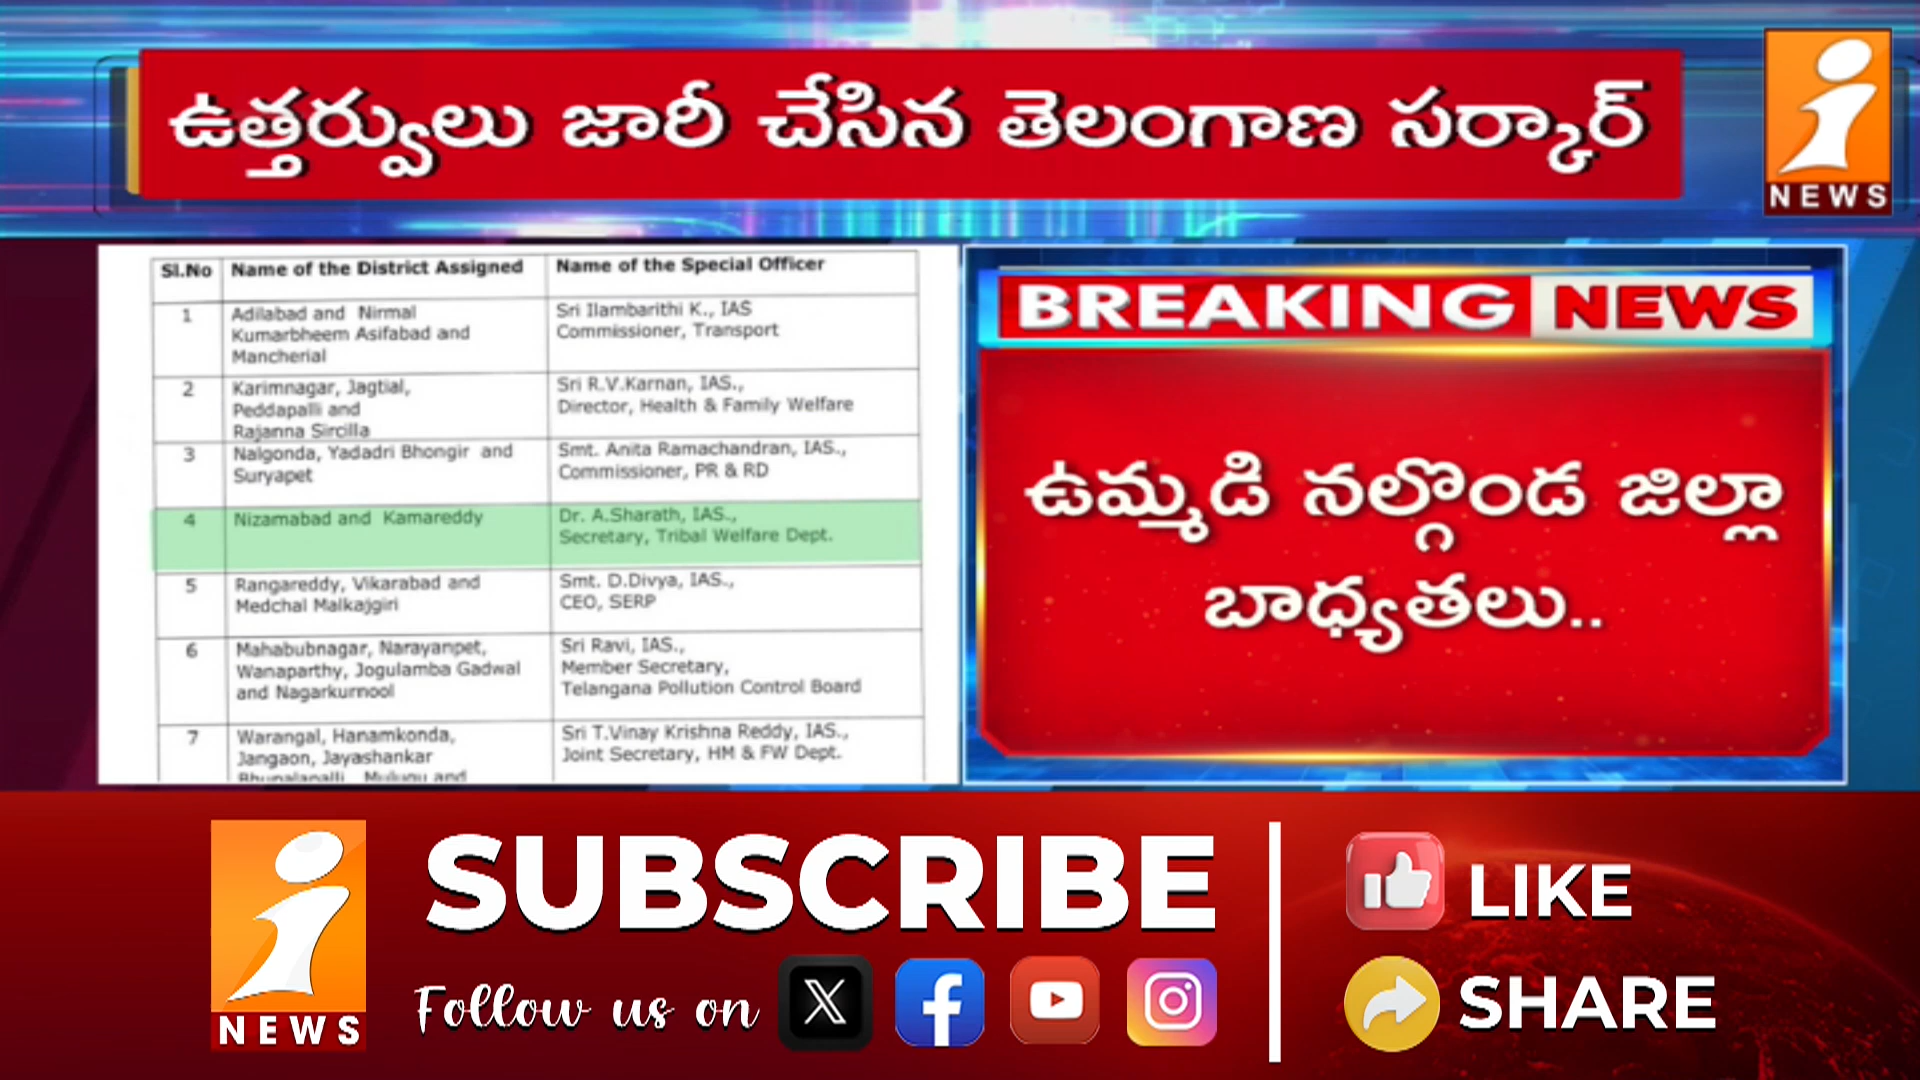 ఉత్తర్వులు జారీ చేసిన తెలంగాణ సర్కార్
i
NEWS
Sl.No Name of the District Assigned Name of the Special Officer
1 Adilabad and Nirmal Sri Ilambarithi K., IAS
Kumarbheem Asifabad and Commissioner, Transport
Mancherial
2 Karimnagar, Jagtial, Sri R.V.Karnan, IAS.,
Peddapalli and Director, Health & Family Welfare
Rajanna Sircilla
3 Nalgonda, Yadadri Bhongir and Smt. Anita Ramachandran, IAS.,
Suryapet Commissioner, PR & RD
4 Nizamabad and Kamareddy Dr. A.Sharath, IAS.,
Secretary, Tribal Welfare Dept.
5 Rangareddy, Vikarabad and Smt. D.Divya, IAS.,
Medchal Malkajgiri CEO, SERP
6 Mahabubnagar, Narayanpet, Sri Ravi, IAS.,
Wanaparthy, Jogulamba Gadwal Member Secretary,
and Nagarkurnool Telangana Pollution Control Board
7 Warangal, Hanamkonda, Sri T.Vinay Krishna Reddy, IAS.,
Jangaon, Jayashankar Joint Secretary, HM & FW Dept.
Bhupalapalli, Mulugu and
BREAKING NEWS
ఉమ్మడి నల్గొండ జిల్లా
బాధ్యతలు..
i
NEWS
SUBSCRIBE
Follow us on
LIKE
SHARE